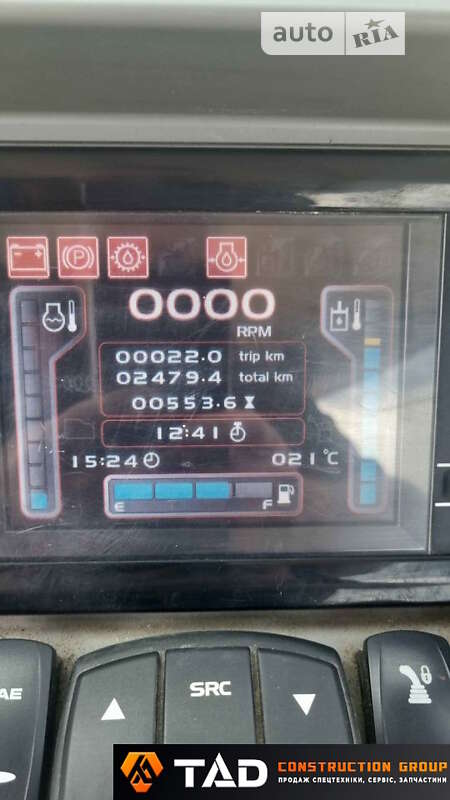 auto RIA
P
0000
RPM
00022.0 trip km
02479.4 total km
00553.6
12:41
15:24 021°C
E F
AE
SRC
TAD CONSTRUCTION GROUP
ПРОДАЖ СПЕЦТЕХНІКИ, СЕРВІС, ЗАПЧАСТИНИ